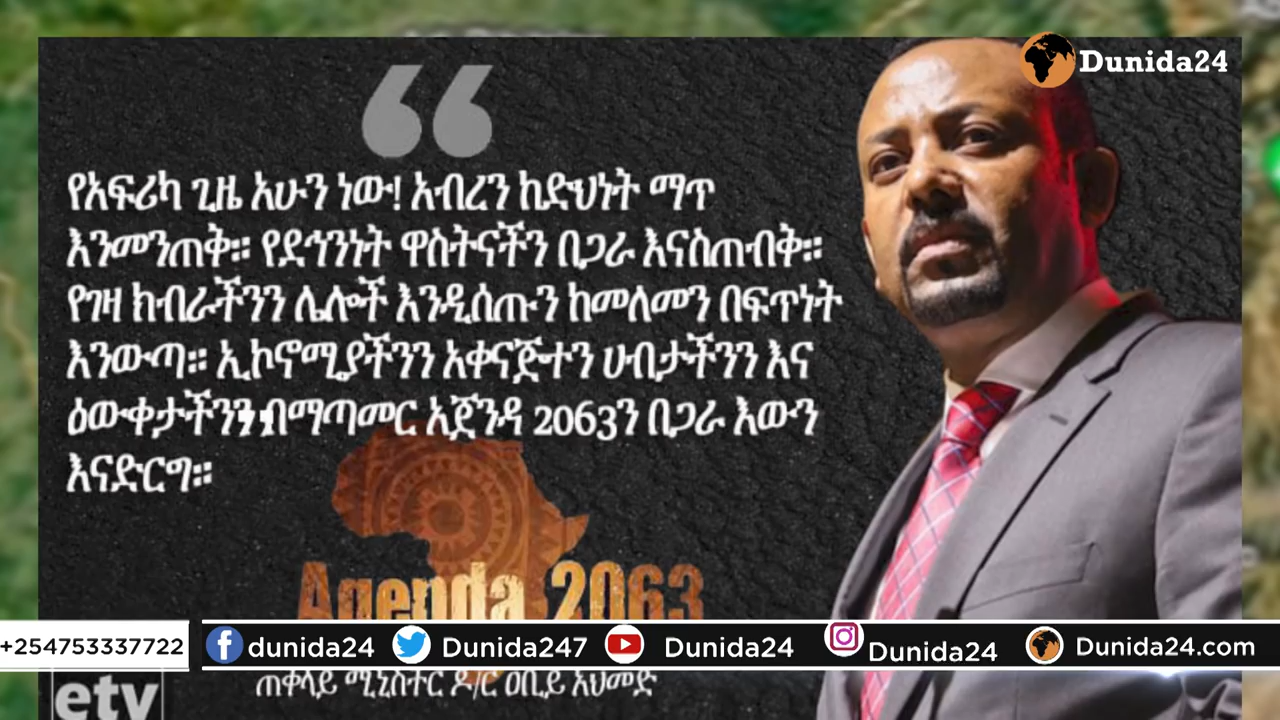 Dunida24
የአፍሪካ ጊዜ አሁን ነው! አብረን ከድህነት ማጥ
እንመንጠቅ። የደኅንነት ዋስትናችን በጋራ እናስጠብቅ።
የገዛ ክብራችንን ሌሎች እንዲሰጡን ከመለመን በፍጥነት
እንውጣ። ኢኮኖሚያችንን አቀናጅተን ሀብታችንን እና
ዕውቀታችንን በማጣመር አጀንዳ 2063ን በጋራ እውን
እናድርግ።
Agenda 2063
+254753337722 dunida24 Dunida247 Dunida24 Dunida24 Dunida24.com
ጠቀላይ ሚኒስተር ዶ/ር ዐቢይ አህመድ
etv